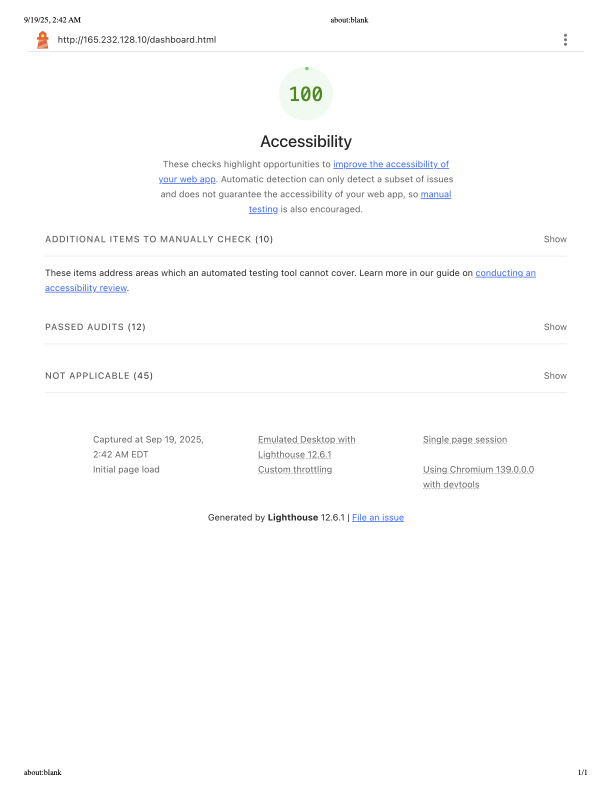 9/19/25, 2:42 AM
about:blank
http://165.232.128.10/dashboard.html
100
Accessibility
These checks highlight opportunities to improve the accessibility of
your web app. Automatic detection can only detect a subset of issues
and does not guarantee the accessibility of your web app, so manual
testing is also encouraged.
ADDITIONAL ITEMS TO MANUALLY CHECK (10)
Show
These items address areas which an automated testing tool cannot cover. Learn more in our guide on conducting an
accessibility review.
PASSED AUDITS (12)
Show
NOT APPLICABLE (45)
Show
Captured at Sep 19, 2025,
2:42 AM EDT
Initial page load
Emulated Desktop with
Lighthouse 12.6.1
Custom throttling
Single page session
Using Chromium 139.0.0.0
with devtools
Generated by Lighthouse 12.6.1 | File an issue
about:blank
1/1